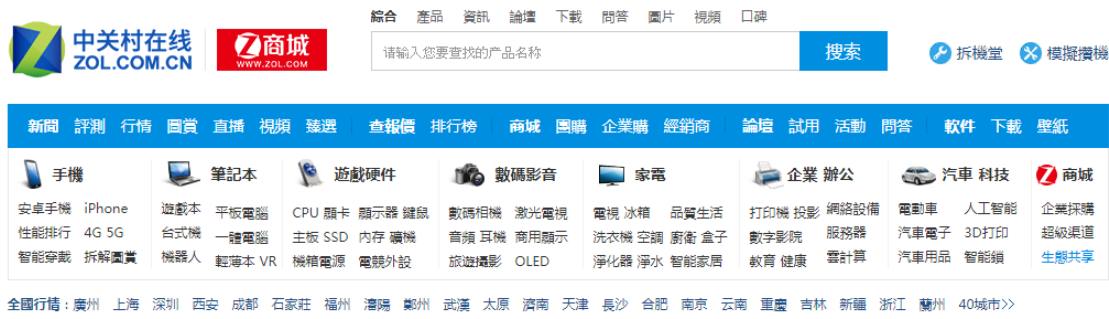 綜合 產品 資訊 論壇 下載 問答 圖片 視頻 口碑
中关村在线
ZOL.COM.CN
Z商城
WWW.ZOL.COM
请输入您要查找的产品名称
搜索
拆機堂 模擬攢機
新聞 評測 行情 圖賞 直播 視頻 臻選 查報價 排行榜 商城 團購 企業購 經銷商 論壇 試用 活動 問答 軟件 下載 壁紙
手機 筆記本 遊戲硬件 數碼影音 家電 企業 辦公 汽車 科技 商城
安卓手機 iPhone 遊戲本 平板電腦 CPU 顯卡 顯示器 鍵鼠 數碼相機 激光電視 電視 冰箱 品質生活 打印機 投影 網絡設備 電動車 人工智能 企業採購
性能排行 4G 5G 台式機 一體電腦 主板 SSD 內存 礦機 音頻 耳機 商用顯示 洗衣機 空調 廚衛 盒子 數字影院 服務器 汽車電子 3D打印 超級渠道
智能穿戴 拆解圖賞 機器人 輕薄本 VR 機箱電源 電競外設 旅遊攝影 OLED 淨化器 淨水 智能家居 教育 健康 雲計算 汽車用品 智能鎖 生態共享
全國行情：廣州 上海 深圳 西安 成都 石家莊 福州 瀋陽 鄭州 武漢 太原 濟南 天津 長沙 合肥 南京 云南 重慶 吉林 新疆 浙江 蘭州 40城市>>